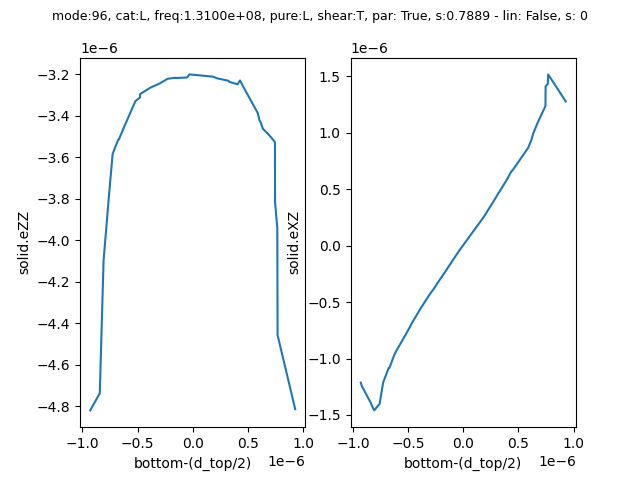 mode:96, cat:L, freq:1.3100e+08, pure:L, shear:T, par: True, s:0.7889 - lin: False, s: 0
1e−6
−3.2
−3.4
−3.6
−3.8
−4.0
−4.2
−4.4
−4.6
−4.8
solid.eZZ
−1.0
−0.5
0.0
0.5
1.0
bottom-(d_top/2)
1e−6
1e−6
1.5
1.0
0.5
0.0
−0.5
−1.0
−1.5
solid.eXZ
−1.0
−0.5
0.0
0.5
1.0
bottom-(d_top/2)
1e−6